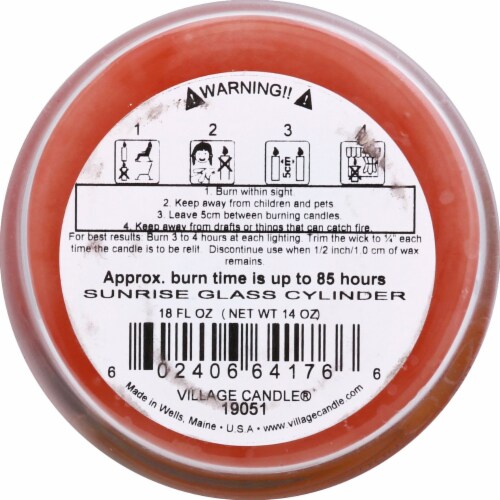 WARNING!!
1 2 3
5cm
1. Burn within sight.
2. Keep away from children and pets
3. Leave 5cm between burning candles.
4. Keep away from drafts or things that can catch fire.
For best results. Burn 3 to 4 hours at each lighting. Trim the wick to ¼" each
time the candle is to be relit. Discontinue use when 1/2 inch/1.0 cm of wax
remains.
Approx. burn time is up to 85 hours
SUNRISE GLASS CYLINDER
18 FL OZ ( NET WT 14 OZ)
6 02406 64176 6
VILLAGE CANDLE®
19051
Made in Wells, Maine • U.S.A • www.villagecandle.com